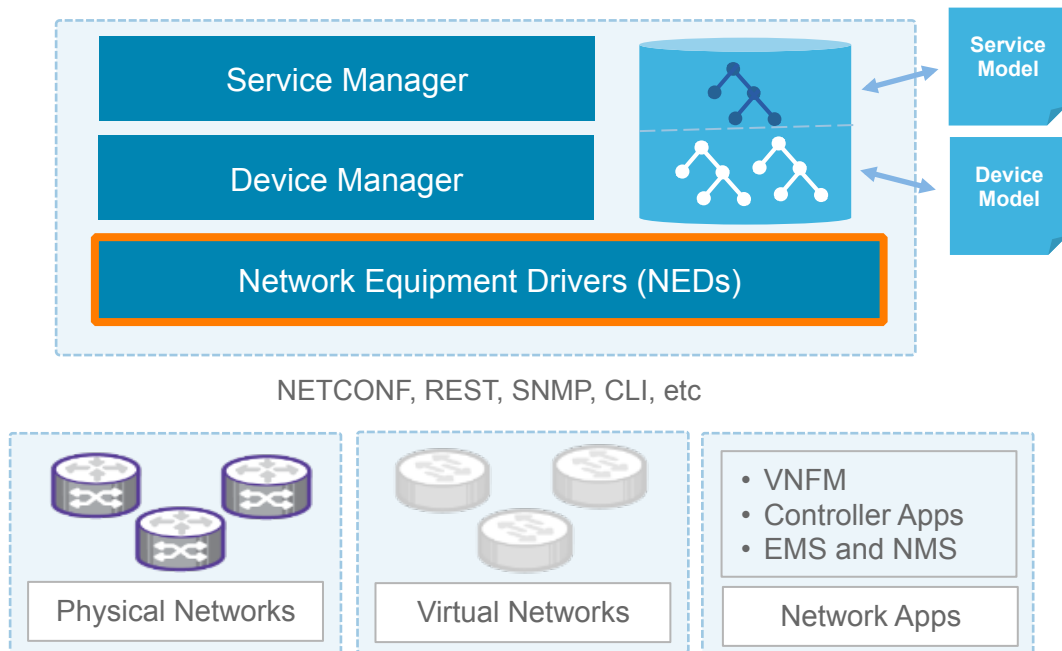 Service Manager
Service
Model
Device Manager
Device
Model
Network Equipment Drivers (NEDs)
NETCONF, REST, SNMP, CLI, etc
• VNFM
• Controller Apps
• EMS and NMS
Physical Networks
Virtual Networks
Network Apps